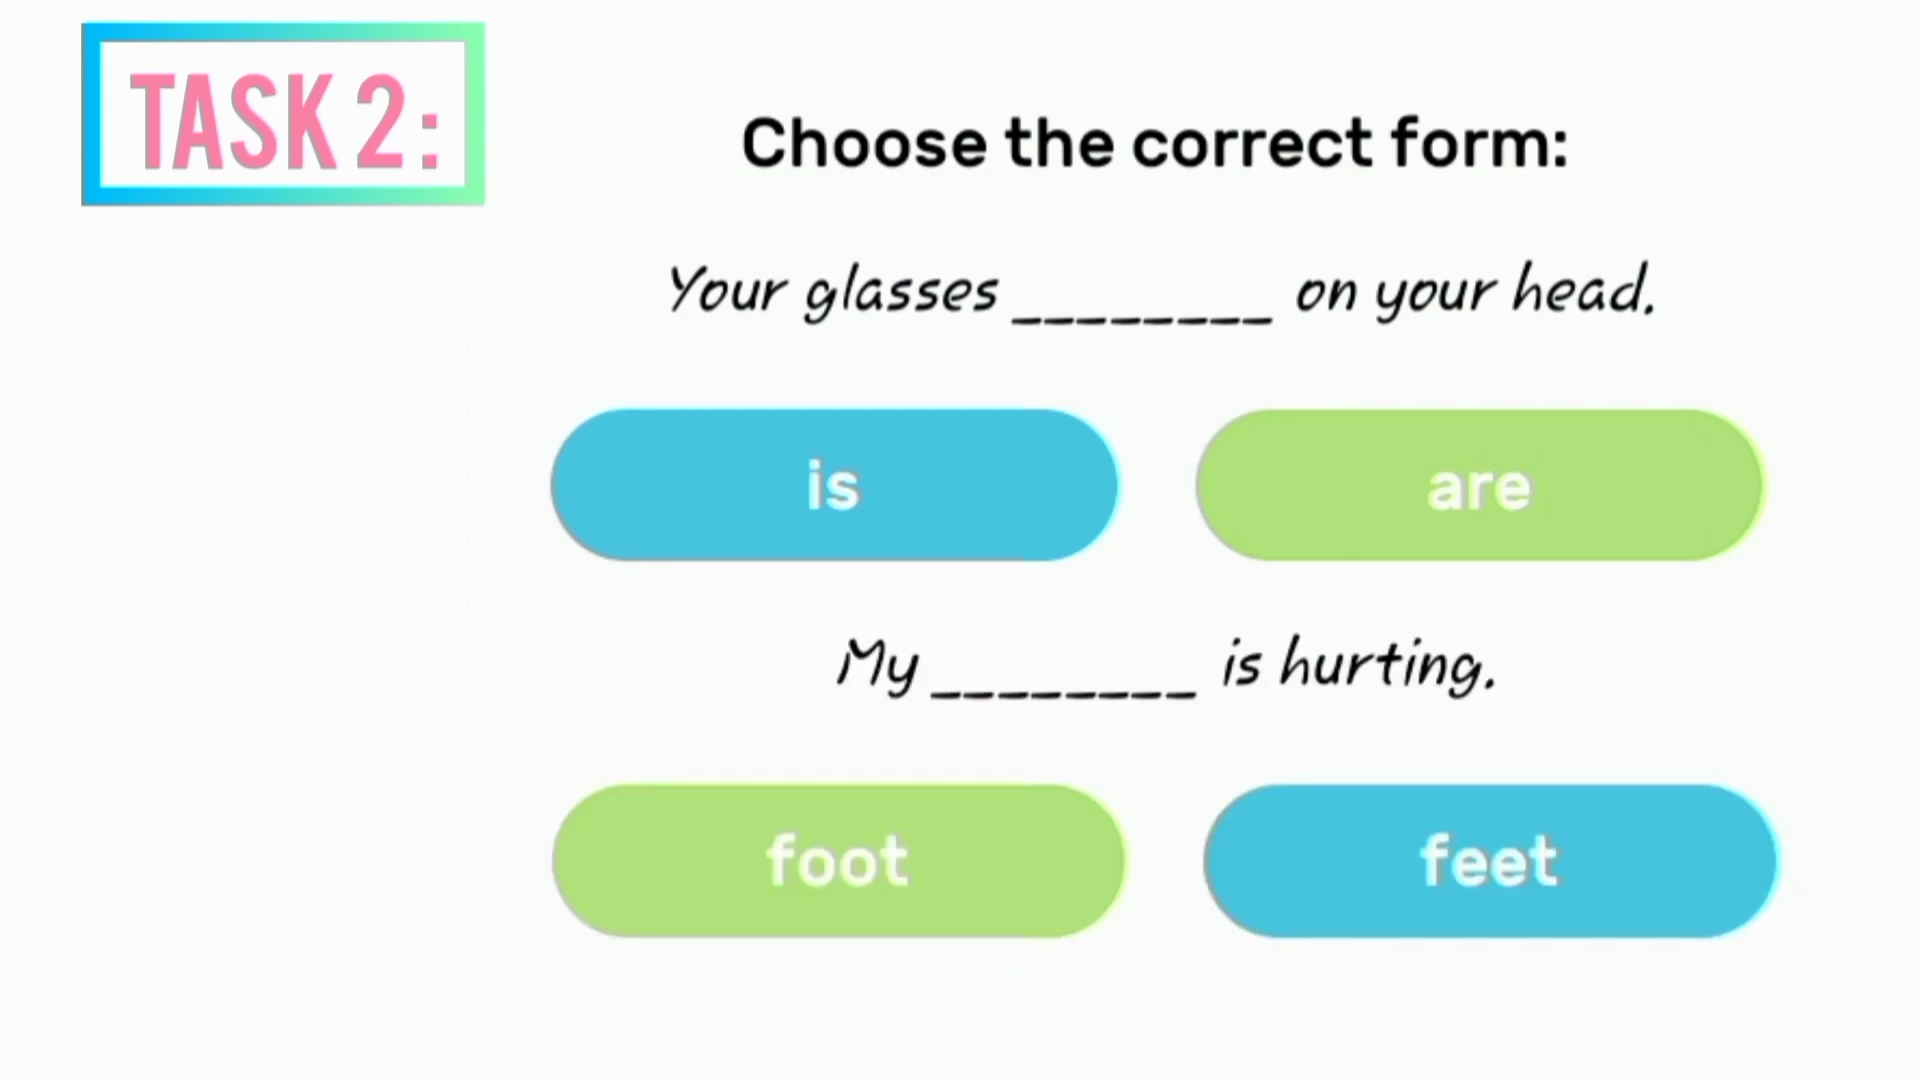 TASK 2:
Choose the correct form:
Your glasses ________ on your head.
is
are
My ________ is hurting.
foot
feet